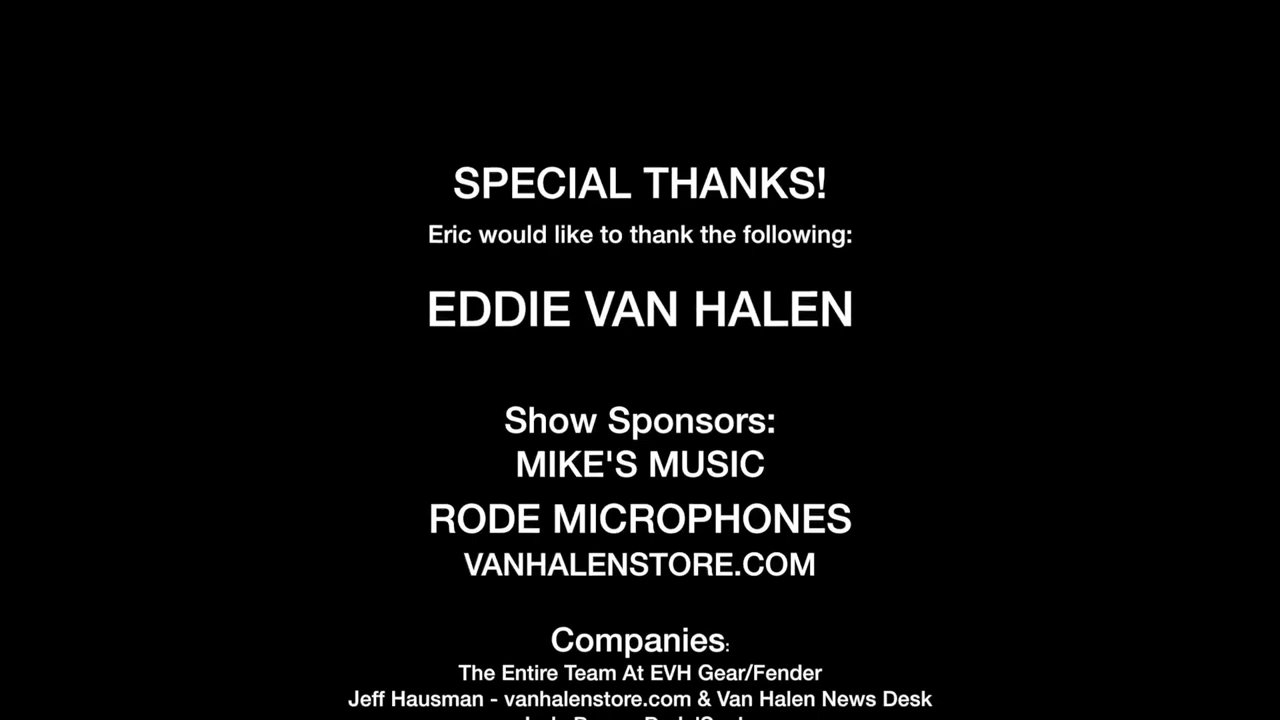 SPECIAL THANKS!
Eric would like to thank the following:
EDDIE VAN HALEN
Show Sponsors:
MIKE'S MUSIC
RODE MICROPHONES
VANHALENSTORE.COM
Companies:
The Entire Team At EVH Gear/Fender
Jeff Hausman - vanhalenstore.com & Van Halen News Desk